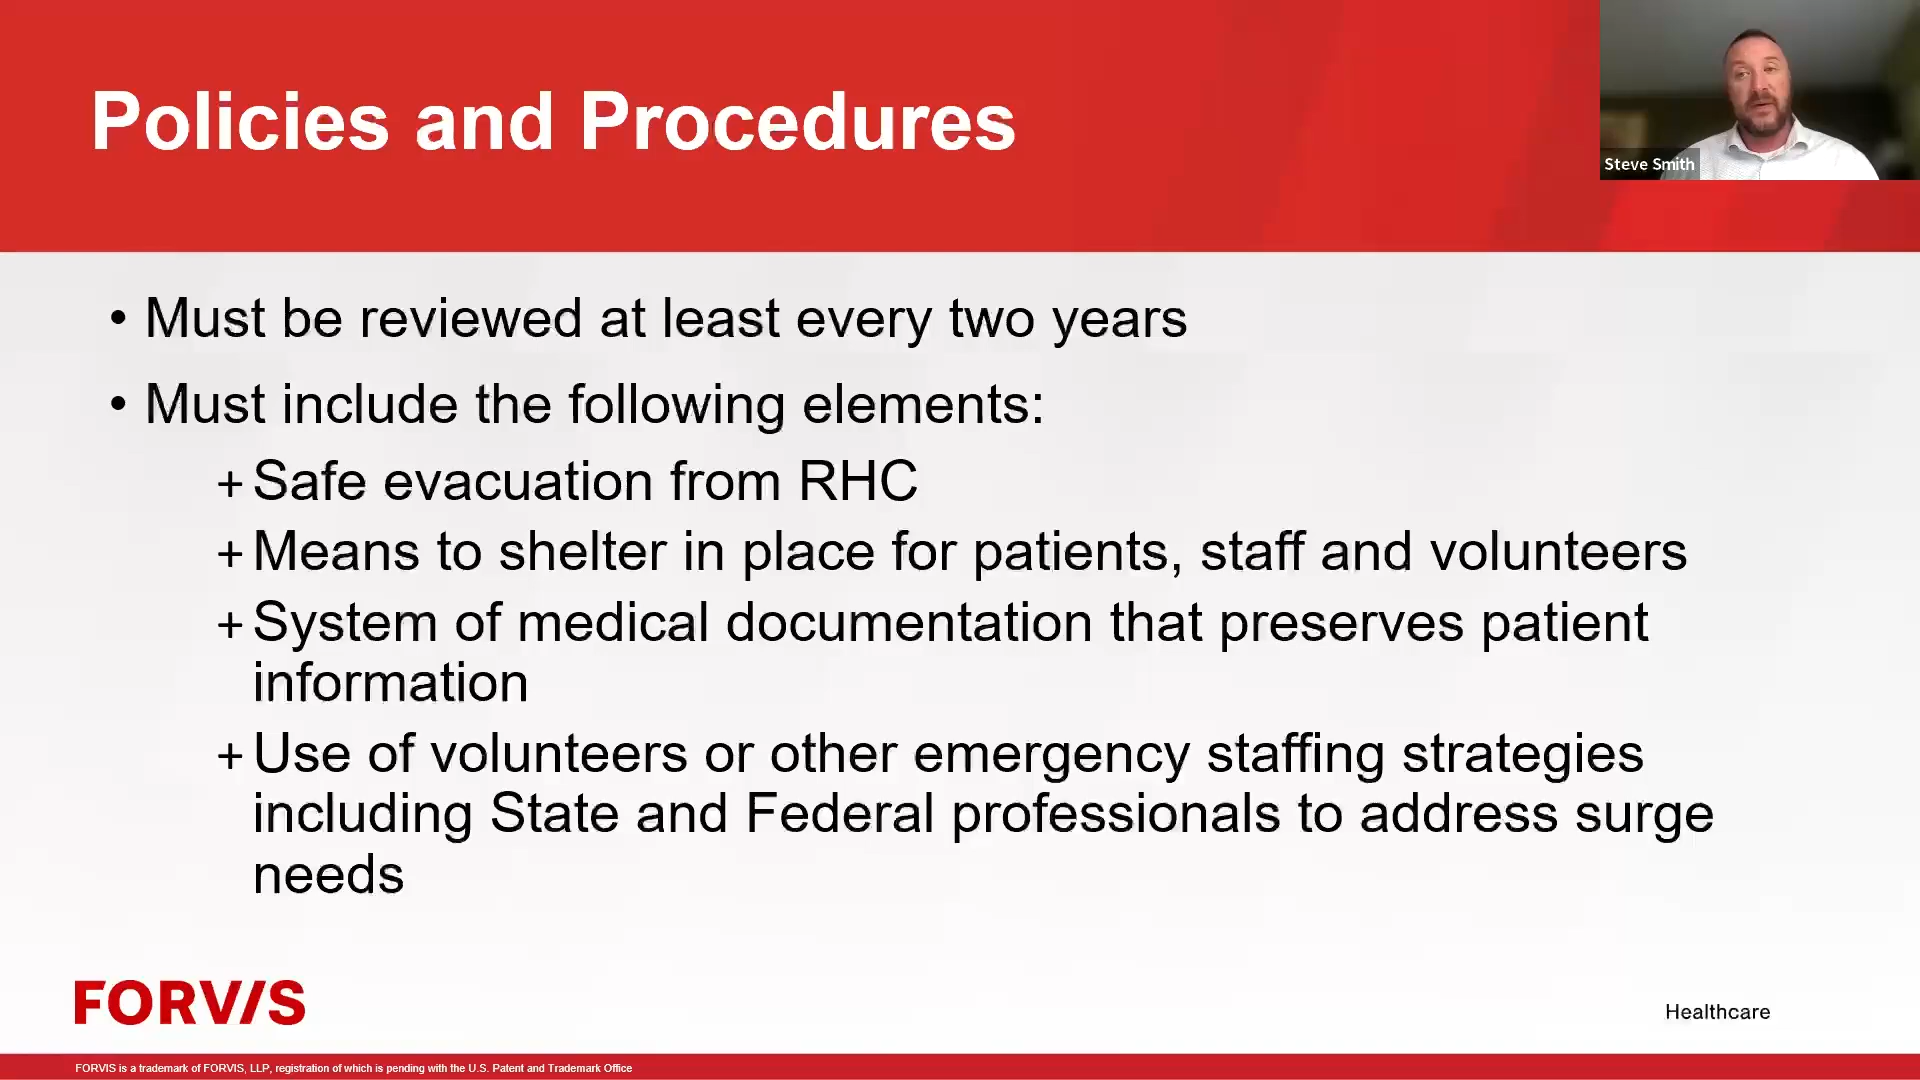 Policies and Procedures
Steve Smith
• Must be reviewed at least every two years
• Must include the following elements:
+ Safe evacuation from RHC
+ Means to shelter in place for patients, staff and volunteers
+ System of medical documentation that preserves patient
information
+ Use of volunteers or other emergency staffing strategies
including State and Federal professionals to address surge
needs
FORVIS
Healthcare
FORVIS is a trademark of FORVIS, LLP, registration of which is pending with the U.S. Patent and Trademark Office